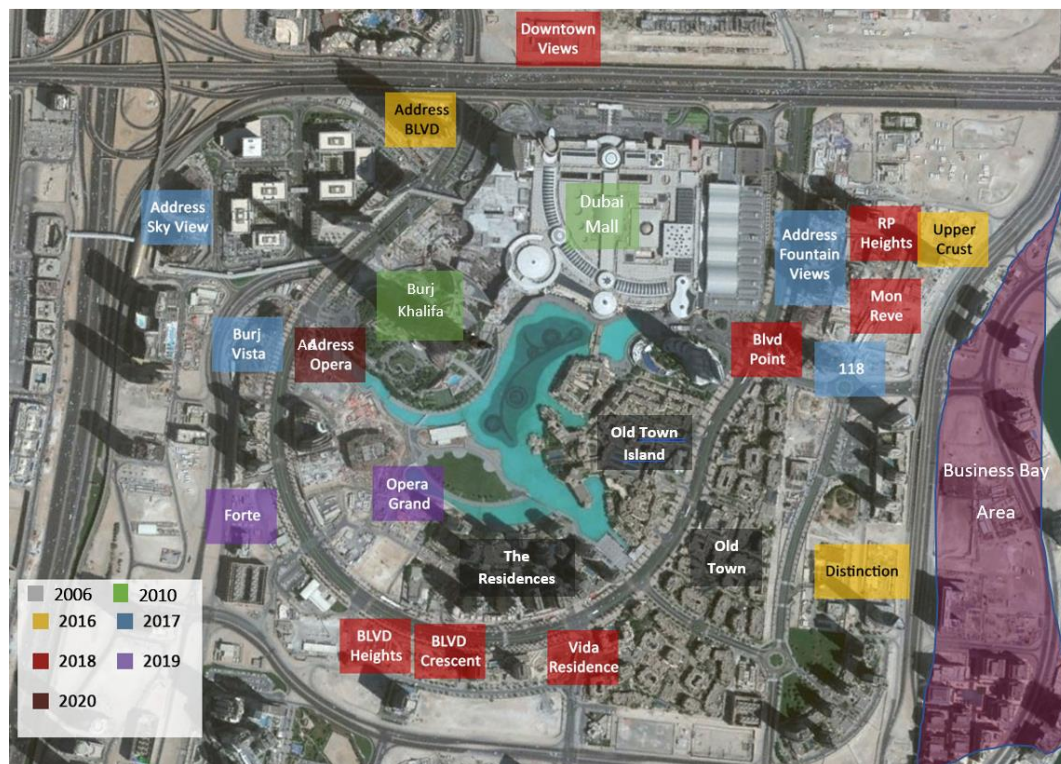 Downtown
Views
Address
BLVD
Address
Sky View
Dubai
Mall
Address
Fountain
Views
RP
Heights
Upper
Crust
Burj
Khalifa
Mon
Reve
Burj
Vista
AdAdress
Opera
Blvd
Point
118
Old Town
Island
Business Bay
Area
Opera
Grand
Forte
The
Residences
Old
Town
Distinction
BLVD
Heights
BLVD
Crescent
Vida
Residence
2006
2010
2016
2017
2018
2019
2020